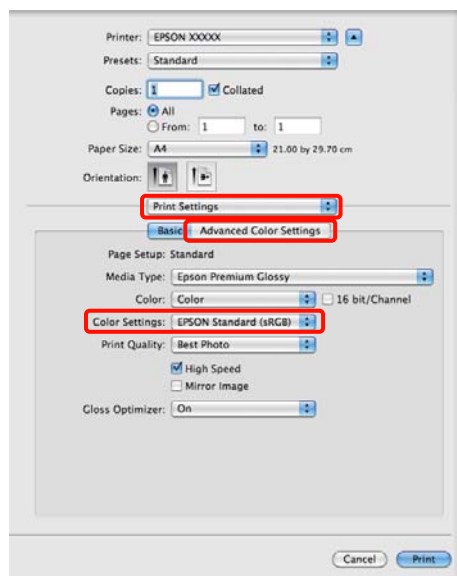 Printer: EPSON XXXXX
Presets: Standard
Copies: 1 Collated
Pages: All
From: 1 to: 1
Paper Size: A4 21.00 by 29.70 cm
Orientation:
Print Settings
Basic Advanced Color Settings
Page Setup: Standard
Media Type: Epson Premium Glossy
Color: Color 16 bit/Channel
Color Settings: EPSON Standard (sRGB)
Print Quality: Best Photo
High Speed
Mirror Image
Gloss Optimizer: On
Cancel Print